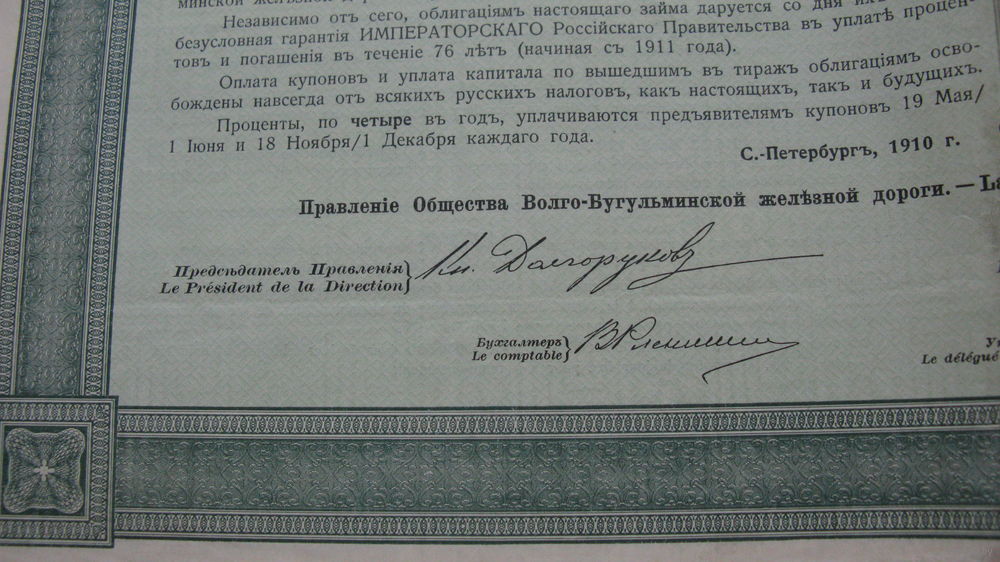 минской желѣзной
Независимо отъ сего, облигаціямъ настоящаго займа даруется со дня ихъ
безусловная гарантія ИМПЕРАТОРСКАГО Россійскаго Правительства въ уплатѣ процен-
товъ и погашенія въ теченіе 76 лѣтъ (начиная съ 1911 года).
Оплата купоновъ и уплата капитала по вышедшимъ въ тиражъ облигаціямъ осво-
бождены навсегда отъ всякихъ русскихъ налоговъ, какъ настоящихъ, такъ и будущихъ.
Проценты, по четыре въ годъ, уплачиваются предъявителямъ купоновъ 19 Мая/
1 Іюня и 18 Ноября/1 Декабря каждаго года.
С.-Петербургъ, 1910 г.
Правленіе Общества Волго-Бугульминской желѣзной дороги. — La
Предсѣдатель Правленія
Le Président de la Direction
Кн. Долгоруковъ
Бухгалтеръ
Le comptable
Le délégué